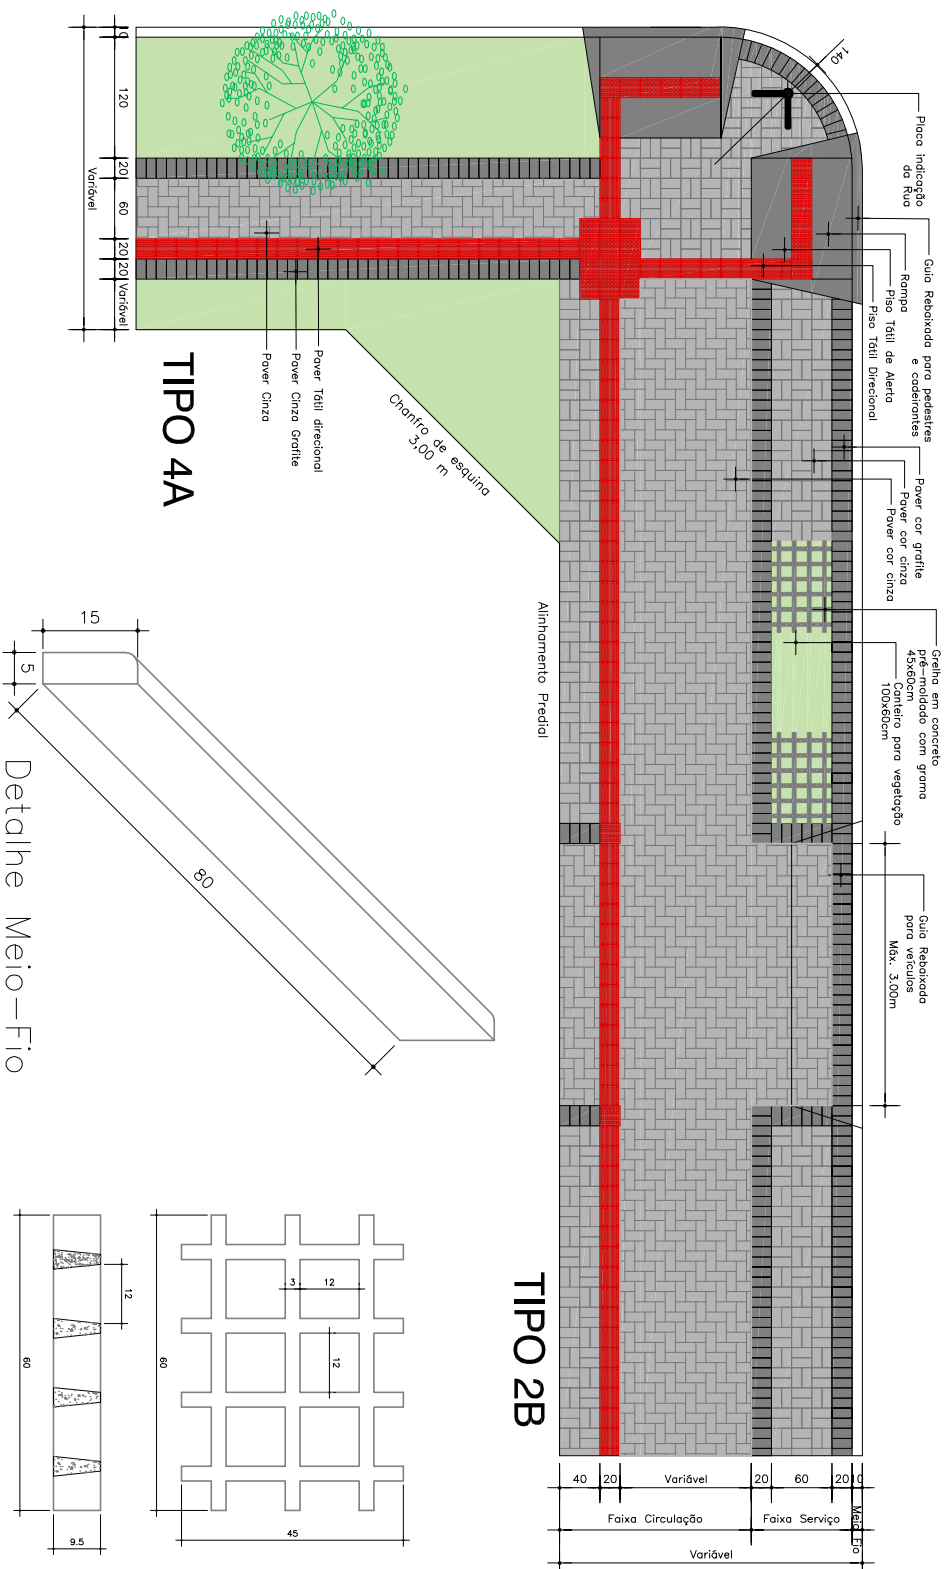 Placa indicação
da Rua
140
Guia Rebaixada para pedestres
e cadeirantes
Rampa
Piso Tátil de Alerta
Piso Tátil Direcional
Paver cor grafite
Paver cor cinza
Paver cor cinza
Grelha em concreto
pré-moldado com grama
45x60cm
Canteiro para vegetação
100x60cm
Guia Rebaixada
para veículos
Máx. 3,00m
10
120
20
60
20
20
Variável
Variável
Paver Tátil direcional
Paver Cinza Grafite
Paver Cinza
TIPO 4A
Chanfro de esquina
3,00 m
Alinhamento Predial
TIPO 2B
40
20
Variável
20
60
20
10
Faixa Circulação
Faixa Serviço
Meio Fio
Variável
15
5
80
Detalhe Meio-Fio
3
12
12
60
45
12
60
9.5